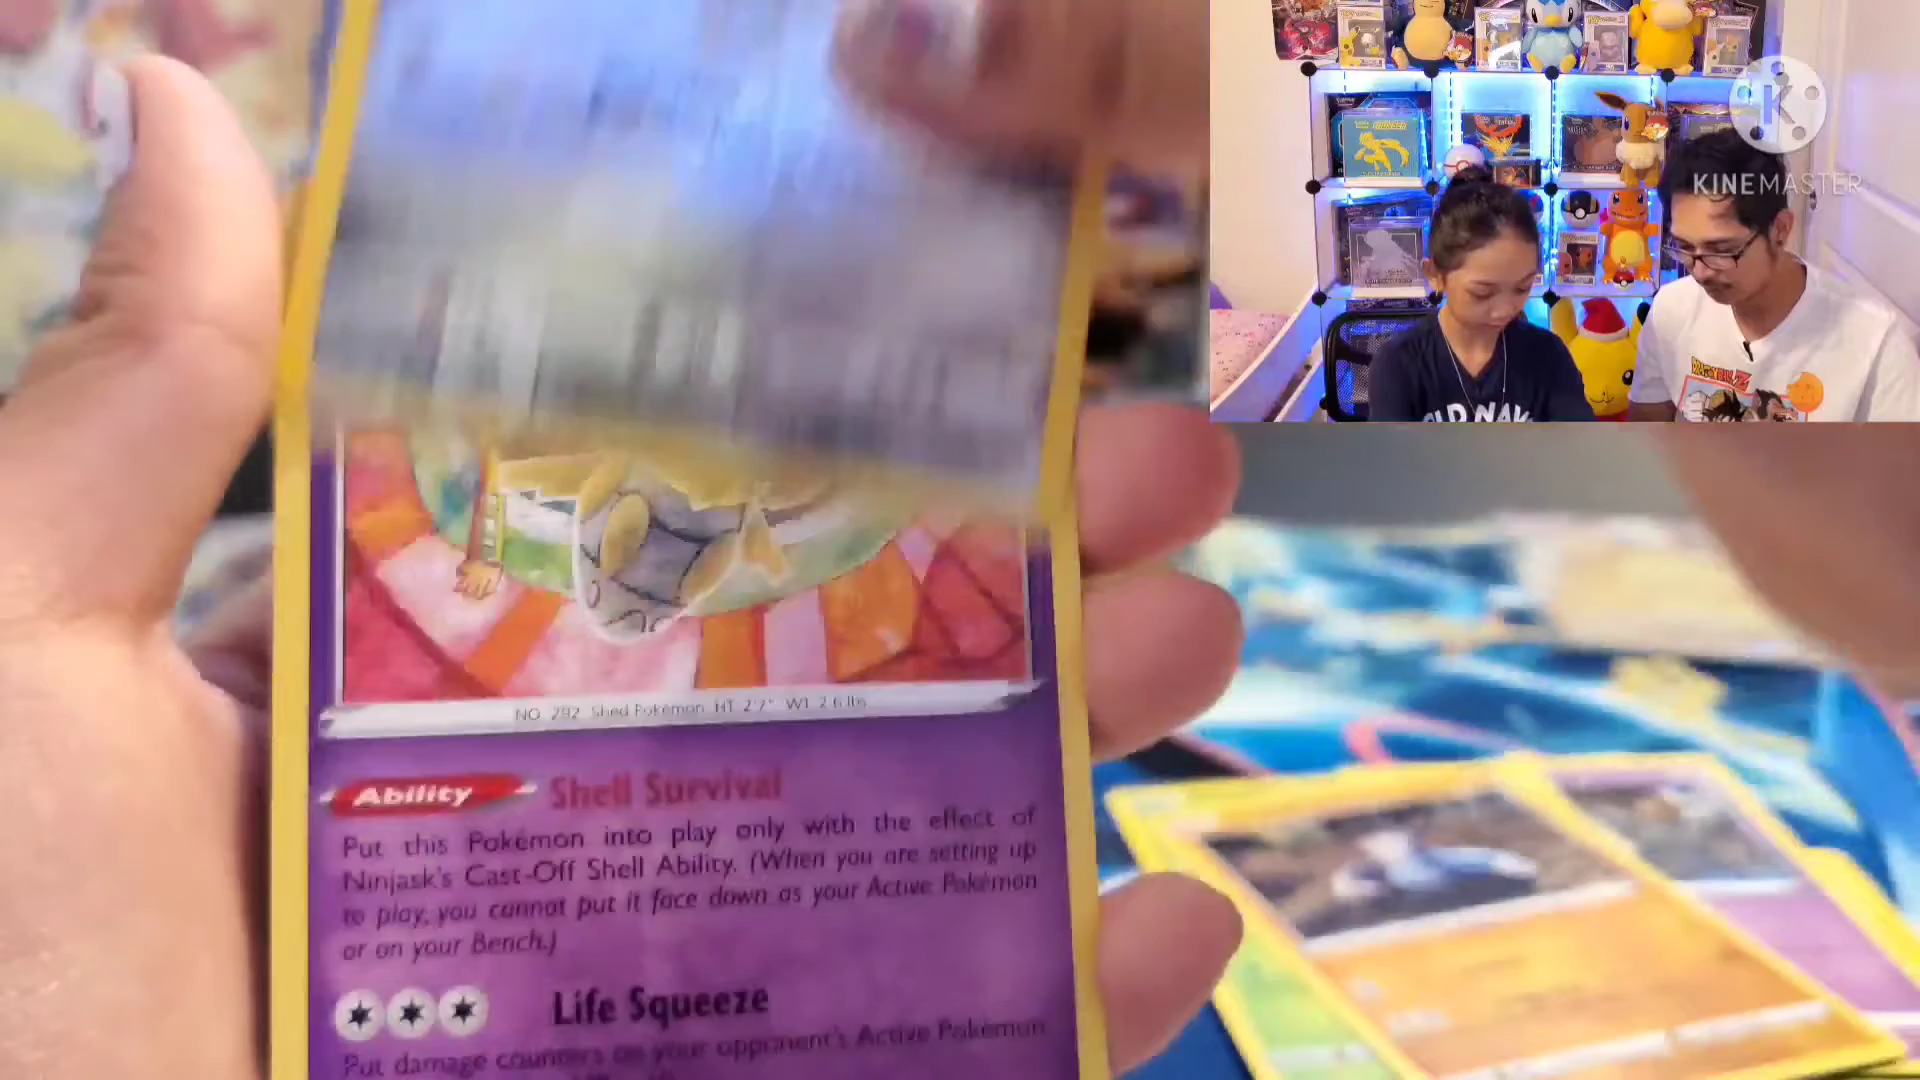 KINEMASTER
OLD NAVY
NO. 292 Shed Pokémon HT 2'7" WT 2.6 lbs
Ability Shell Survival
Put this Pokémon into play only with the effect of
Ninjask's Cast-Off Shell Ability. (When you are setting up
to play, you cannot put it face down as your Active Pokémon
or on your Bench.)
Life Squeeze
Put damage counters on your opponent's Active Pokémon